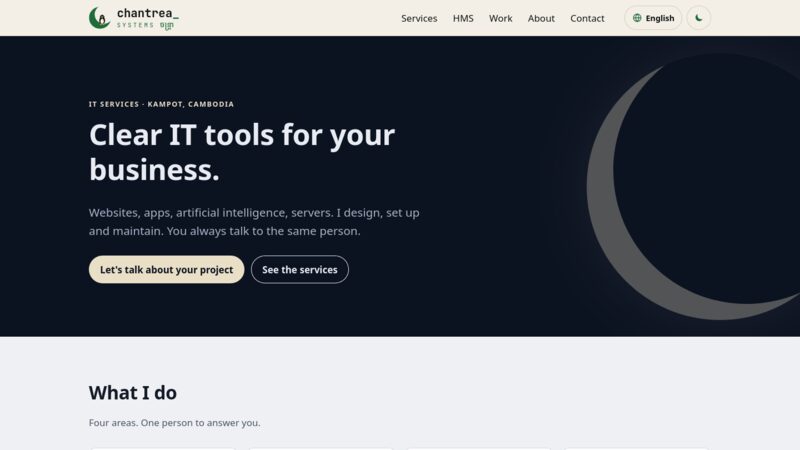 chantrea_
SYSTEMS
Services
HMS
Work
About
Contact
English
IT SERVICES · KAMPOT, CAMBODIA
Clear IT tools for your
business.
Websites, apps, artificial intelligence, servers. I design, set up
and maintain. You always talk to the same person.
Let's talk about your project
See the services
What I do
Four areas. One person to answer you.